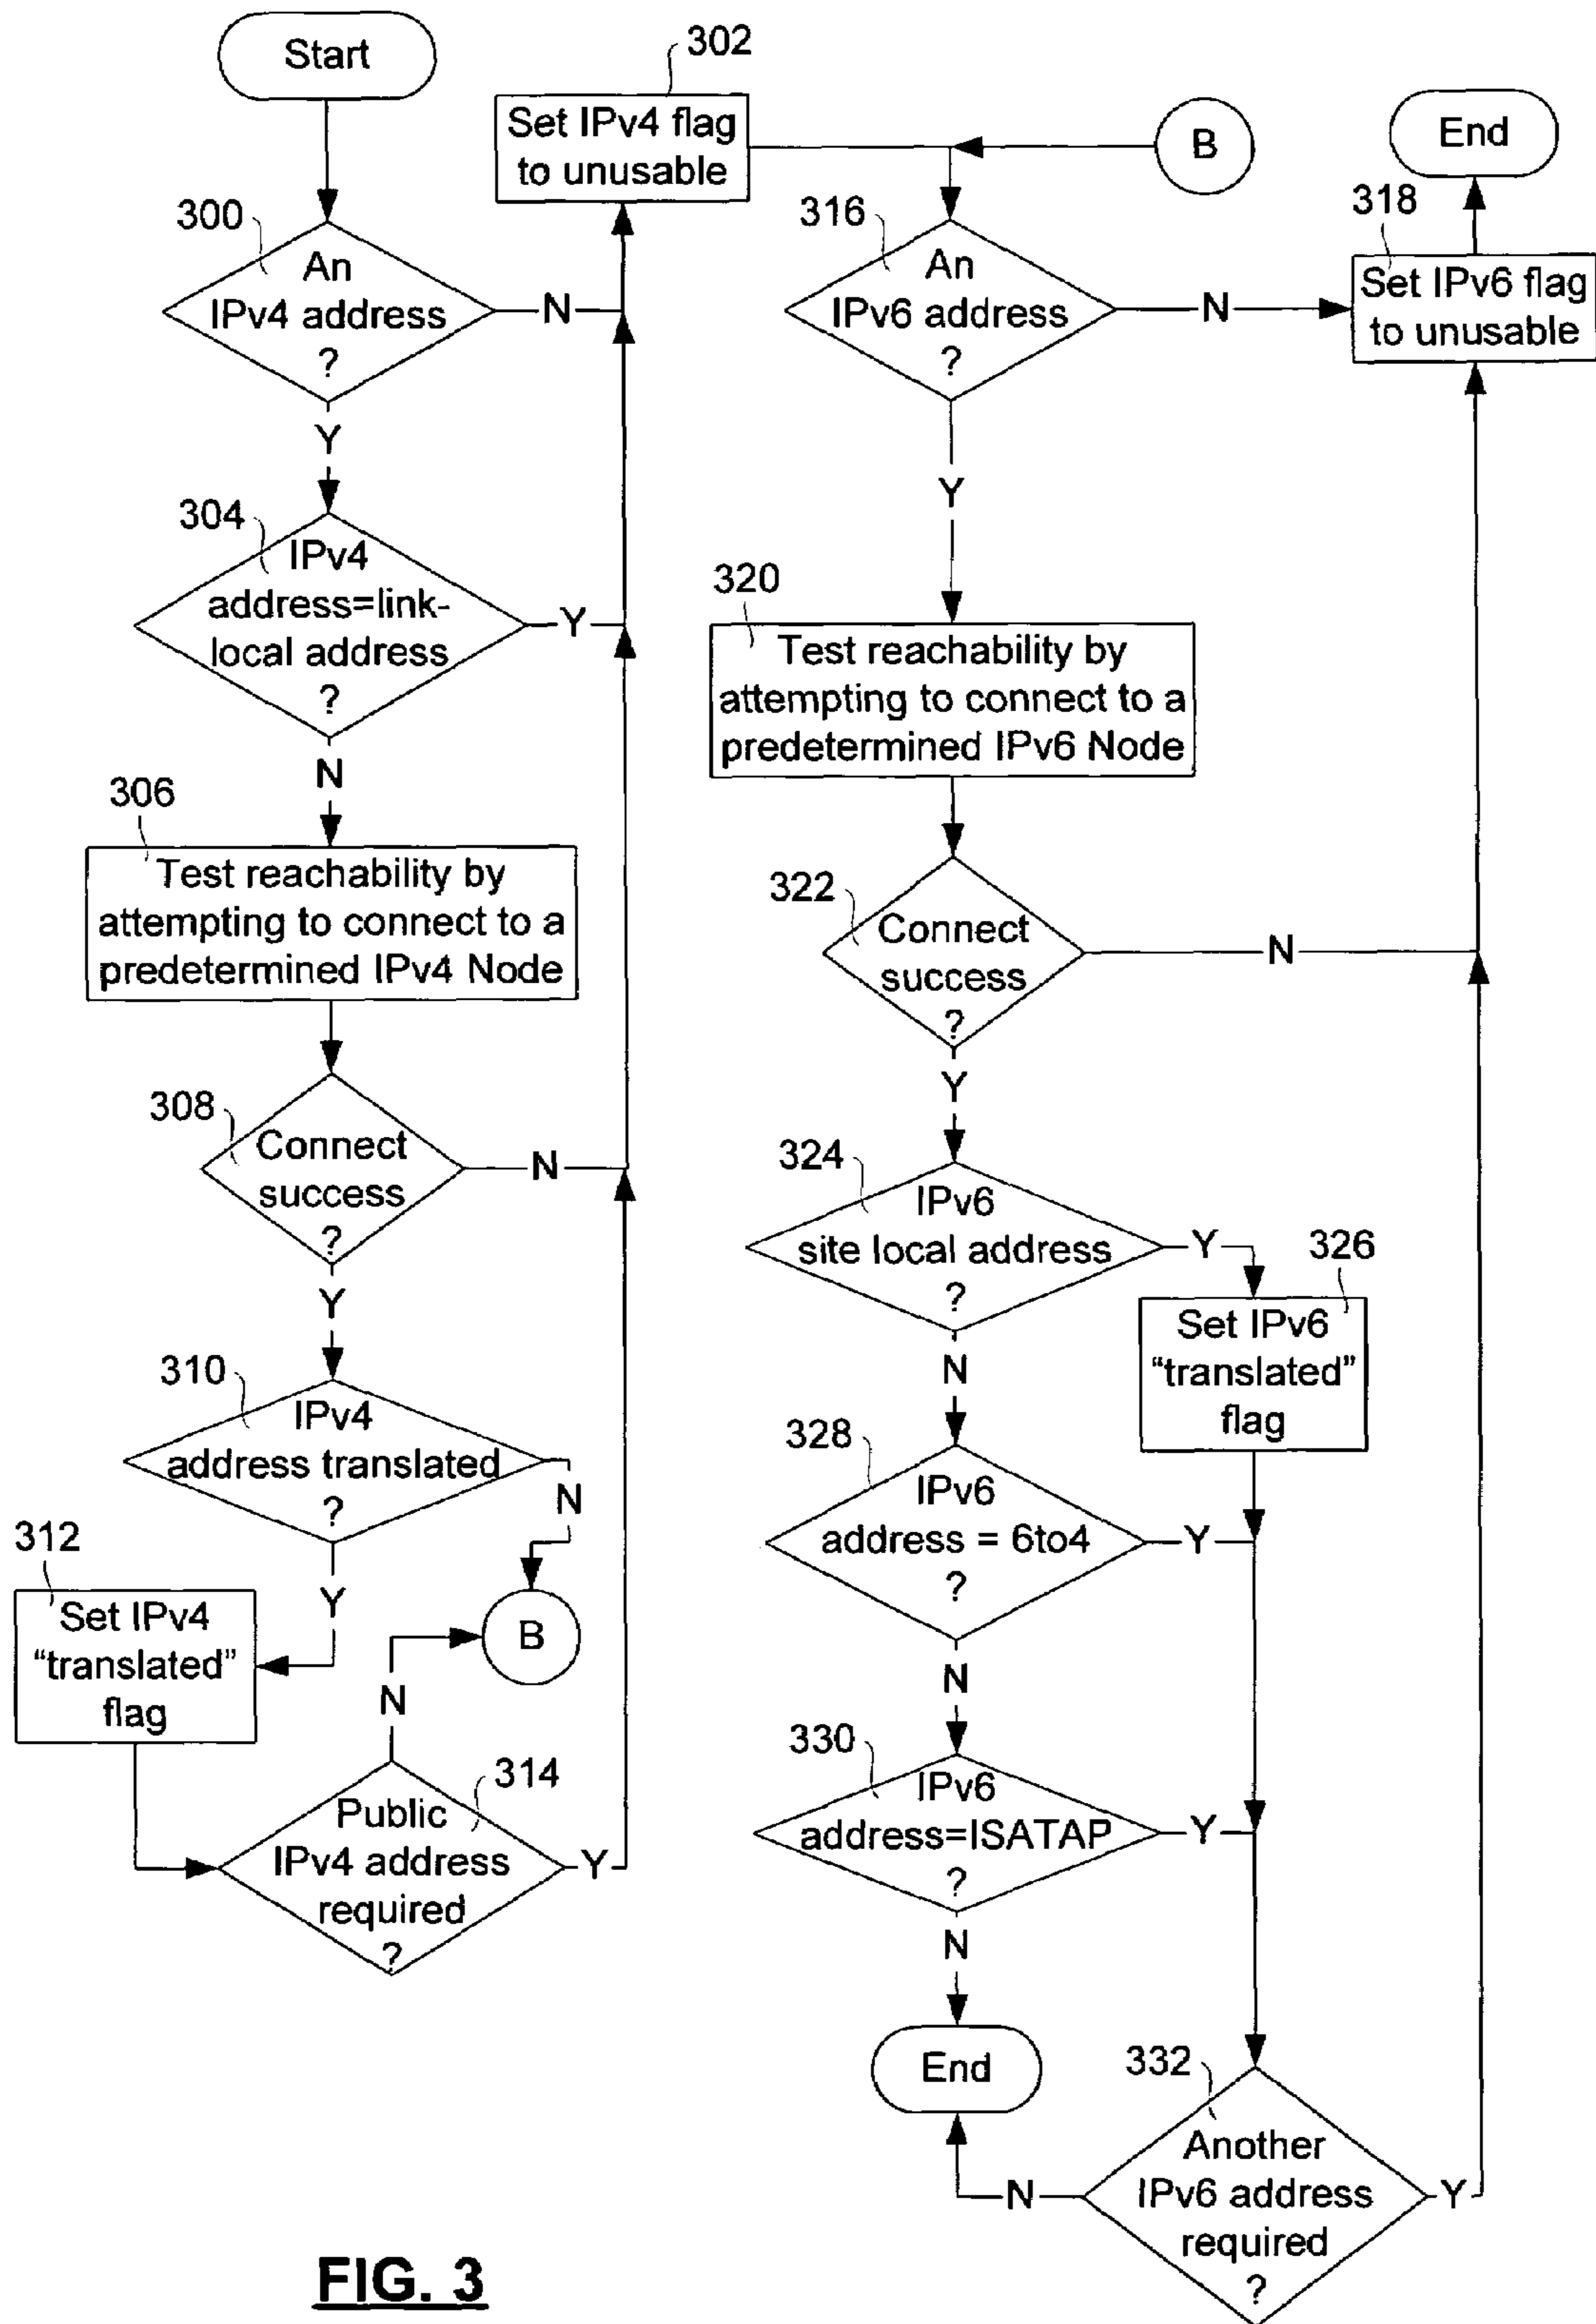 Start
300
An
IPv4 address
?
N
Y
302
Set IPv4 flag
to unusable
304
IPv4
address=link-
local address
?
Y
N
306
Test reachability by
attempting to connect to a
predetermined IPv4 Node
308
Connect
success
?
N
Y
310
IPv4
address translated
?
N
Y
312
Set IPv4
“translated”
flag
B
N
314
Public
IPv4 address
required
?
Y
B
316
An
IPv6 address
?
N
Y
End
318
Set IPv6 flag
to unusable
320
Test reachability by
attempting to connect to a
predetermined IPv6 Node
322
Connect
success
?
N
Y
324
IPv6
site local address
?
Y
N
326
Set IPv6
“translated”
flag
328
IPv6
address = 6to4
?
Y
N
330
IPv6
address=ISATAP
?
Y
N
End
332
Another
IPv6 address
required
?
N
Y
FIG. 3